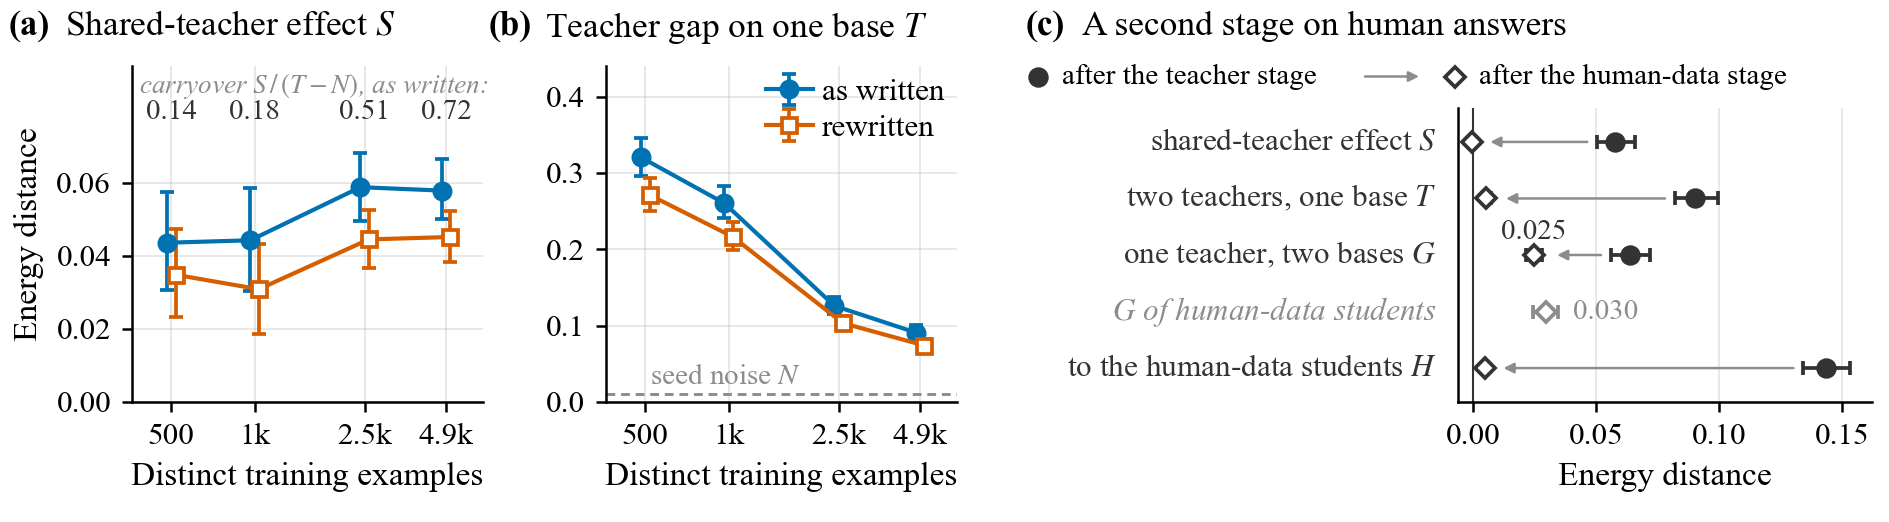 (a) Shared-teacher effect S
carryover S/(T−N), as written:
0.14 0.18 0.51 0.72
0.06
0.04
0.02
0.00
Energy distance
500 1k 2.5k 4.9k
Distinct training examples
(b) Teacher gap on one base T
as written
rewritten
0.4
0.3
0.2
0.1
0.0
seed noise N
500 1k 2.5k 4.9k
Distinct training examples
(c) A second stage on human answers
after the teacher stage
after the human-data stage
shared-teacher effect S
two teachers, one base T
0.025
one teacher, two bases G
G of human-data students
0.030
to the human-data students H
0.00 0.05 0.10 0.15
Energy distance